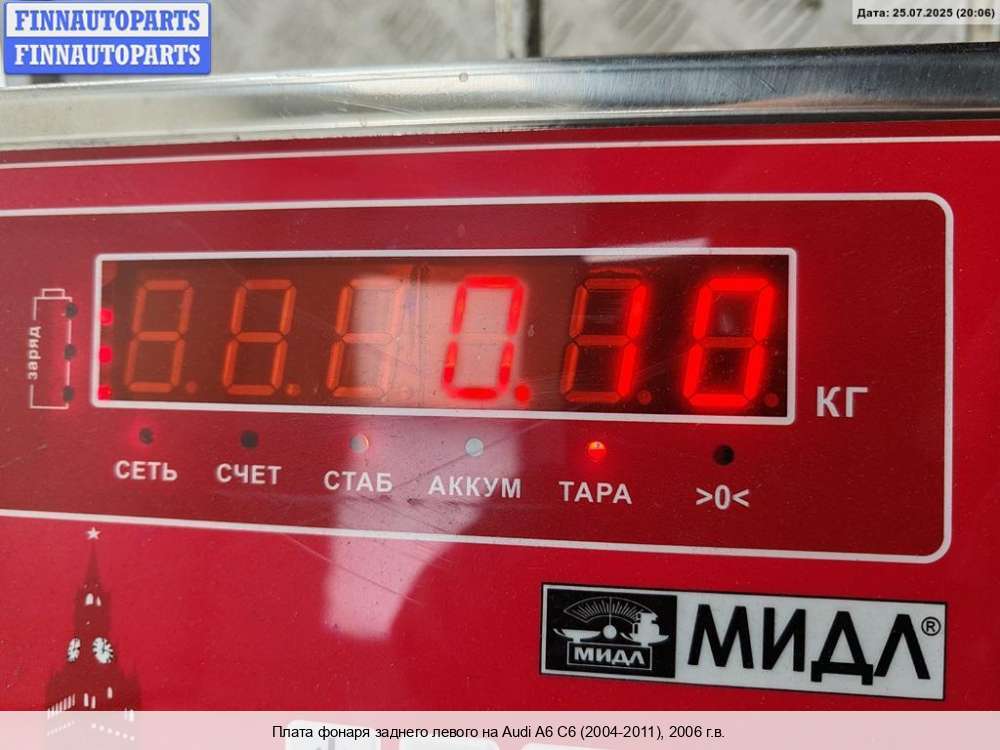 FINNAUTOPARTS
FINNAUTOPARTS
Дата: 25.07.2025 (20:06)
заряд
0.10
КГ
СЕТЬ СЧЕТ СТАБ АККУМ ТАРА >0<
МИДЛ МИДЛ®
Плата фонаря заднего левого на Audi A6 C6 (2004-2011), 2006 г.в.